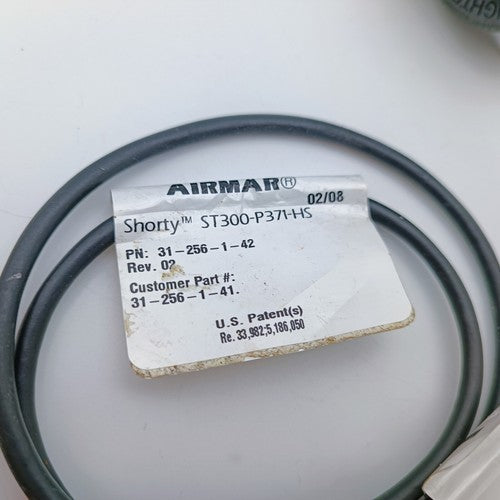 AIRMAR®
02/08
Shorty™ ST300-P37I-HS
PN: 31-256-1-42
Rev. 02
Customer Part #:
31-256-1-41.
U.S. Patent(s)
Re. 33,982;5,186,050